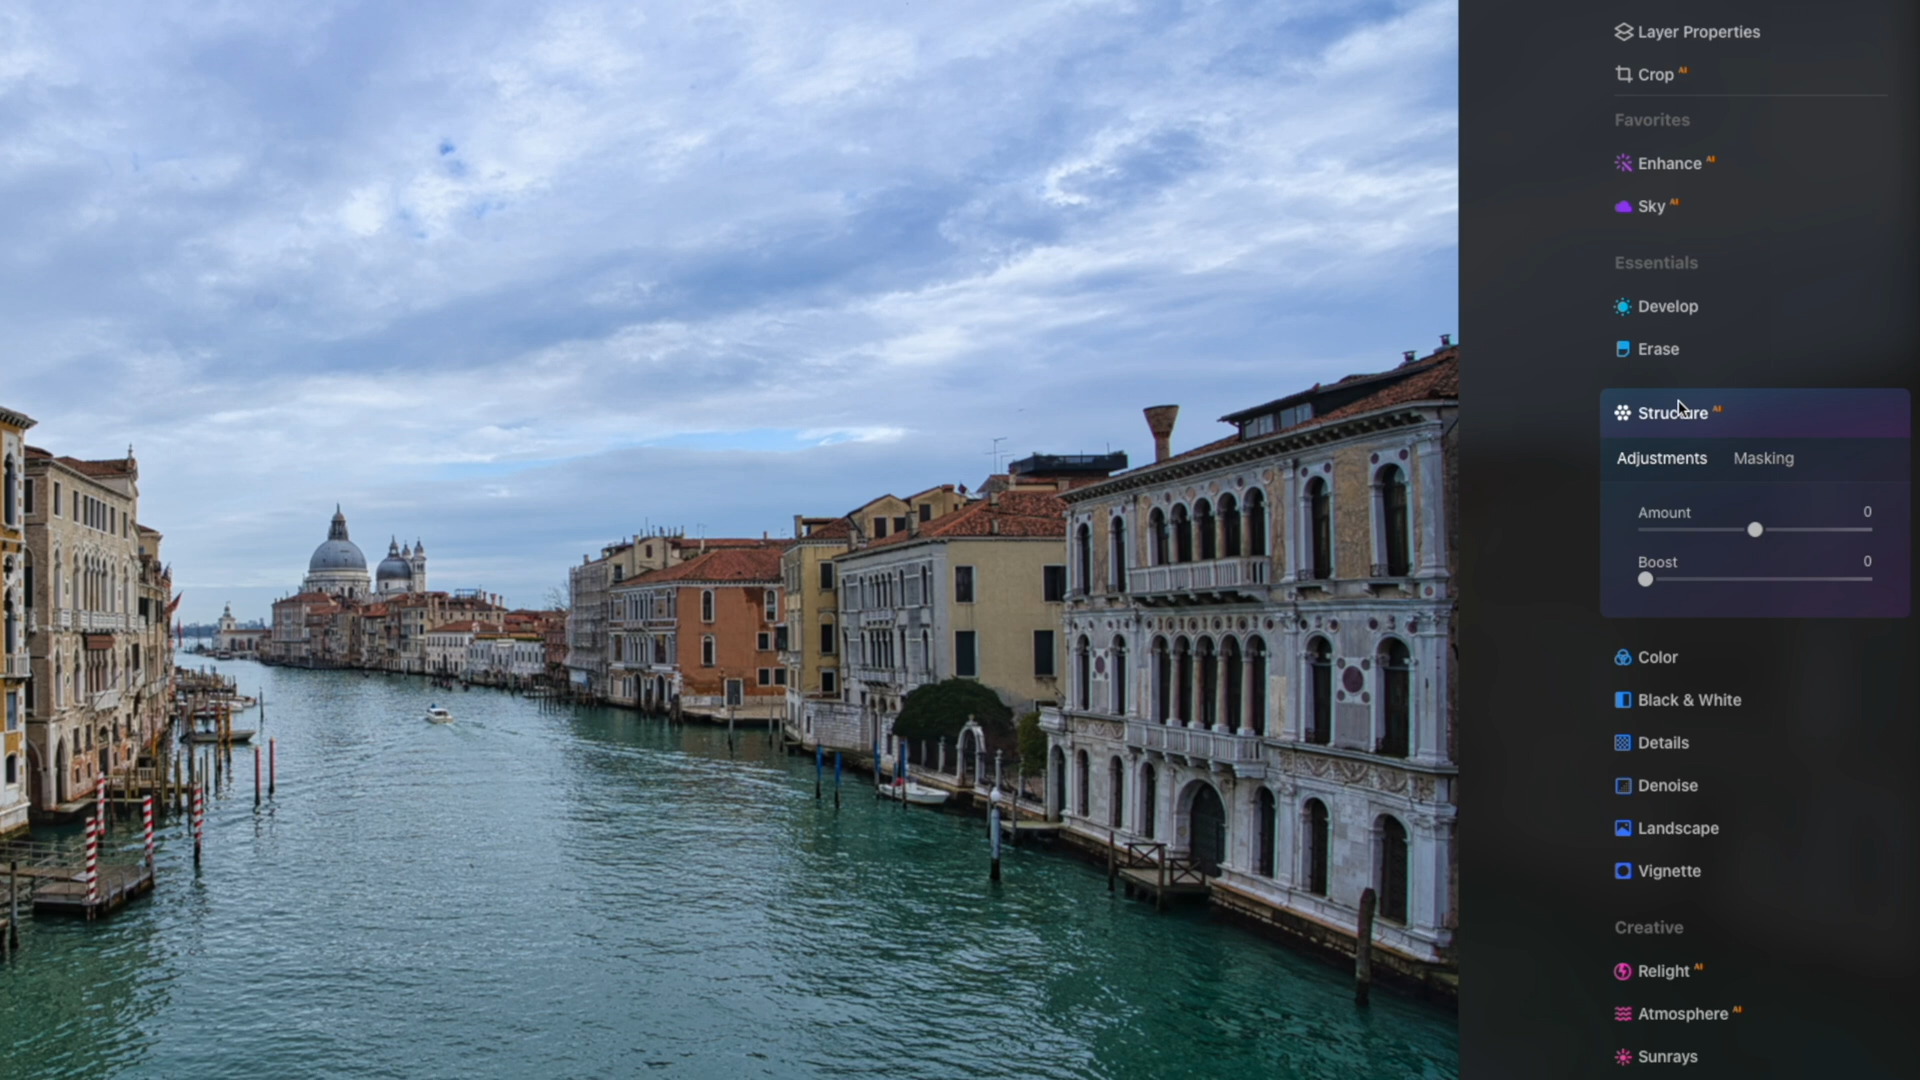 Layer Properties
Crop AI
Favorites
Enhance AI
Sky AI
Essentials
Develop
Erase
Structure AI
Adjustments Masking
Amount 0
Boost 0
Color
Black & White
Details
Denoise
Landscape
Vignette
Creative
Relight AI
Atmosphere AI
Sunrays